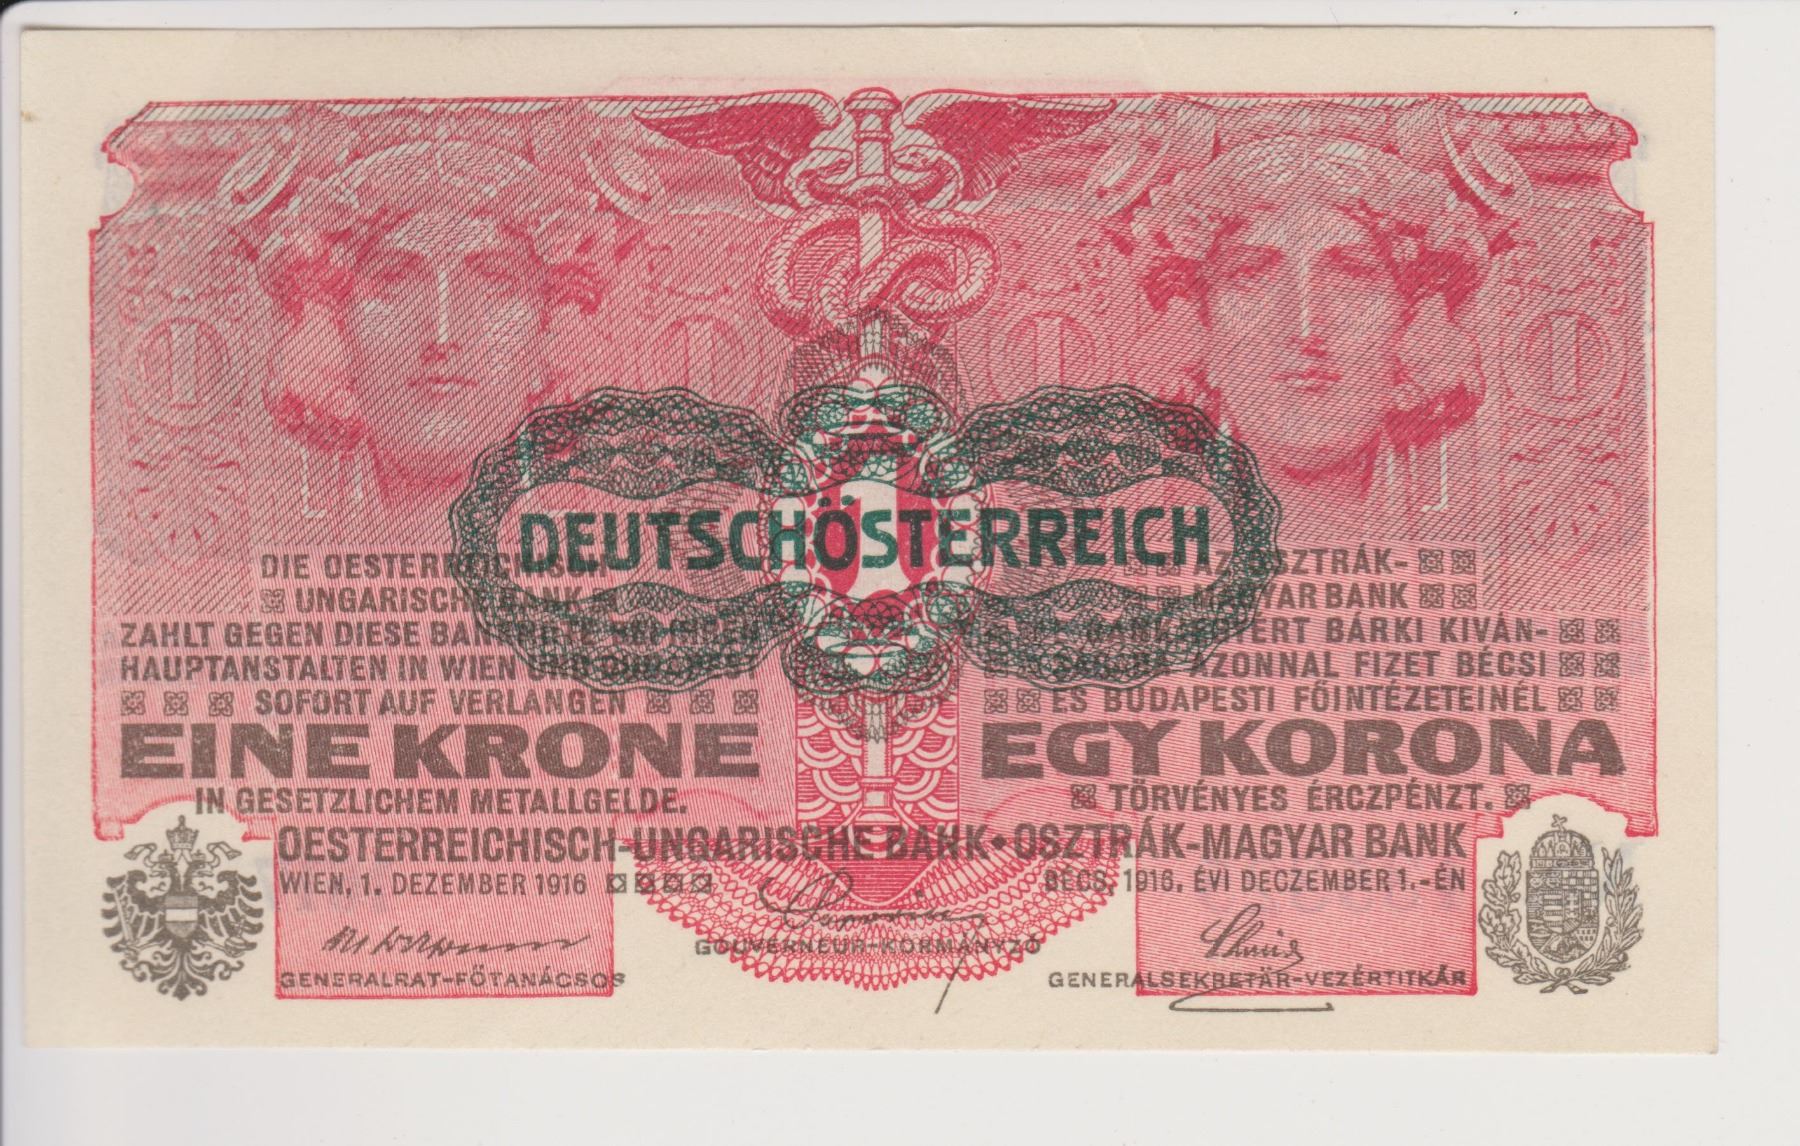 DEUTSCHÖSTERREICH
1
DIE OESTERREICHISCH
UNGARISCHE BANK
ZAHLT GEGEN DIESE BANKNOTE BEI IHREN
HAUPTANSTALTEN IN WIEN UND BUDAPEST
SOFORT AUF VERLANGEN
EINE KRONE
IN GESETZLICHEM METALLGELDE.
AZ OSZTRÁK-
MAGYAR BANK
BÁRKI KIVÁN-
AZONNAL FIZET BÉCSI
ÉS BUDAPESTI FŐINTÉZETEINÉL
EGY KORONA
TÖRVÉNYES ÉRCZPÉNZT.
OESTERREICHISCH-UNGARISCHE BANK • OSZTRÁK-MAGYAR BANK
WIEN, 1. DEZEMBER 1916
BÉCS, 1916. ÉVI DECZEMBER 1.-ÉN
GENERALRAT-FŐTANÁCSOS
GOUVERNEUR-KORMÁNYZÓ
GENERALSEKRETÄR-VEZÉRTITKÁR